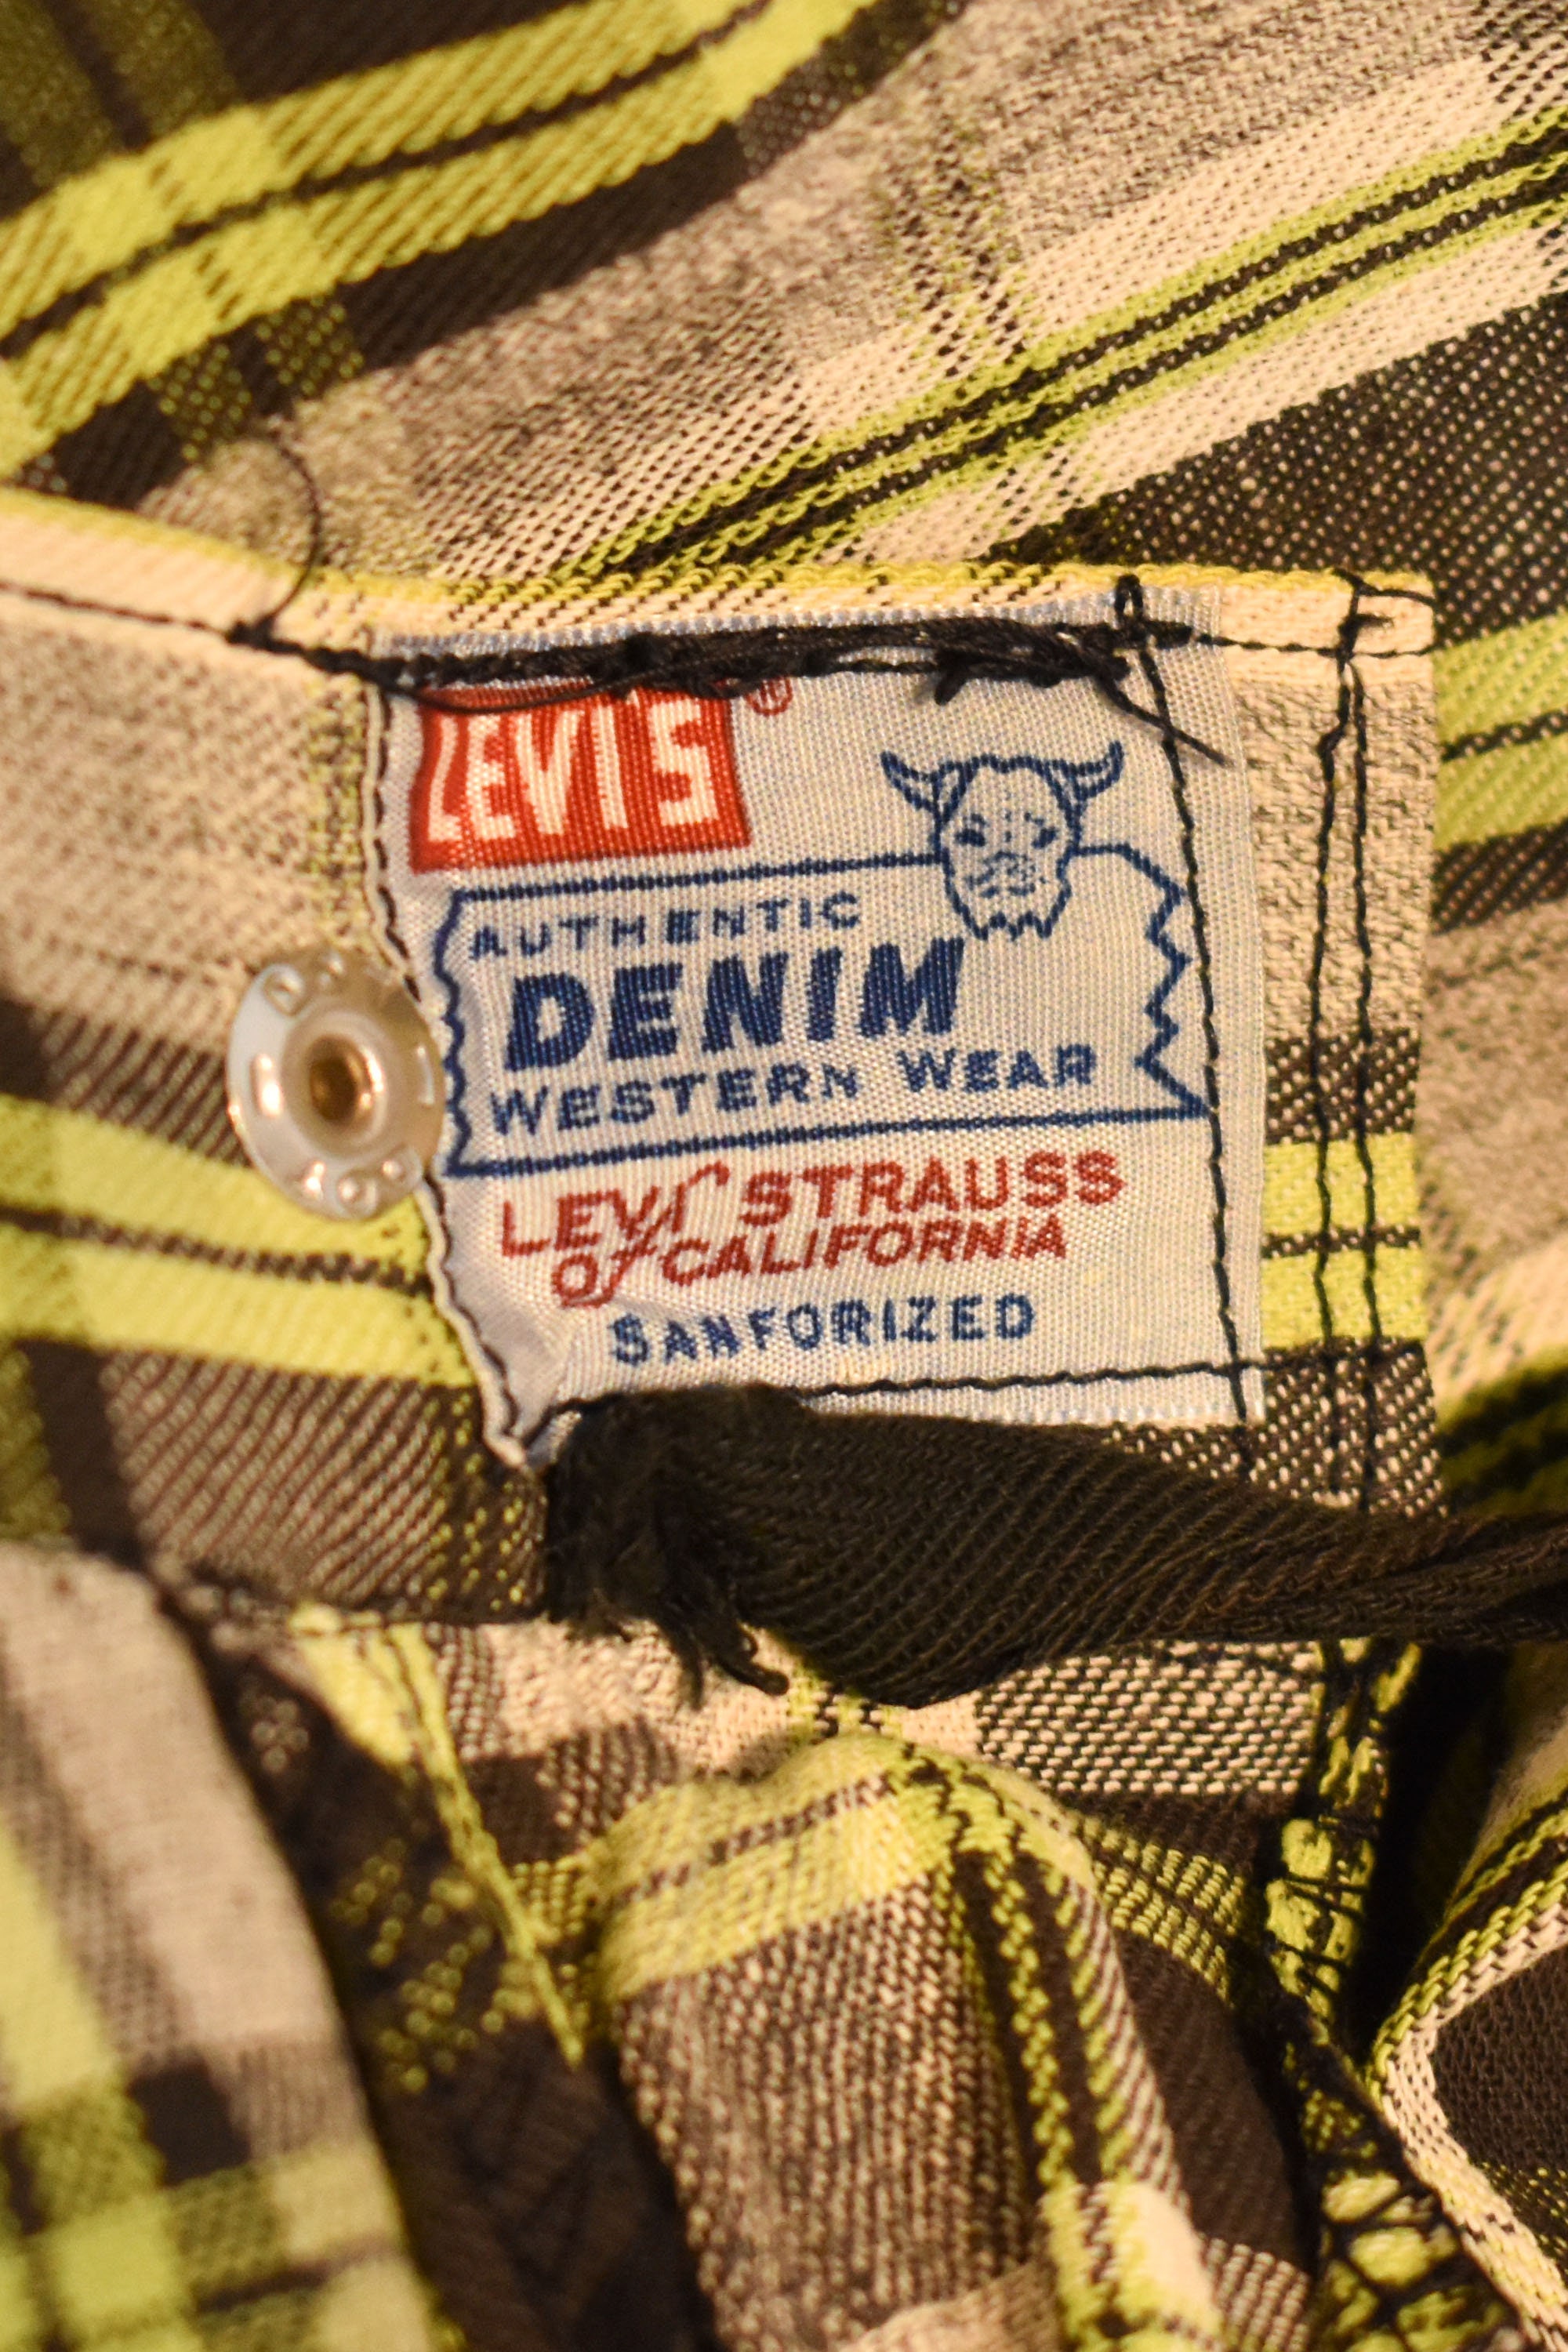 LEVI'S®
AUTHENTIC
DENIM
WESTERN WEAR
LEVI STRAUSS
OF CALIFORNIA
SANFORIZED